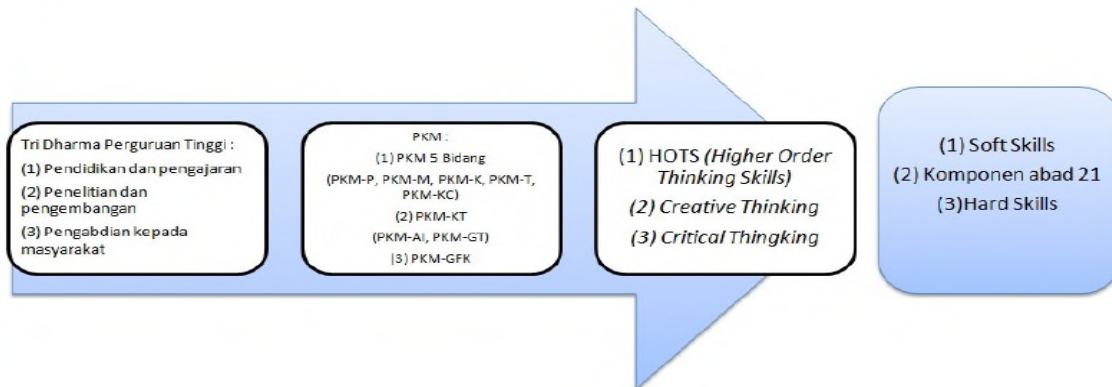 Tri Dharma Perguruan Tinggi :
(1) Pendidikan dan pengajaran
(2) Penelitian dan
pengembangan
(3) Pengabdian kepada
masyarakat
PKM :
(1) PKM 5 Bidang
(PKM-P, PKM-M, PKM-K, PKM-T,
PKM-KC)
(2) PKM-KT
(PKM-AI, PKM-GT)
(3) PKM-GFK
(1) HOTS (Higher Order
Thinking Skills)
(2) Creative Thinking
(3) Critical Thingking
(1) Soft Skills
(2) Komponen abad 21
(3)Hard Skills